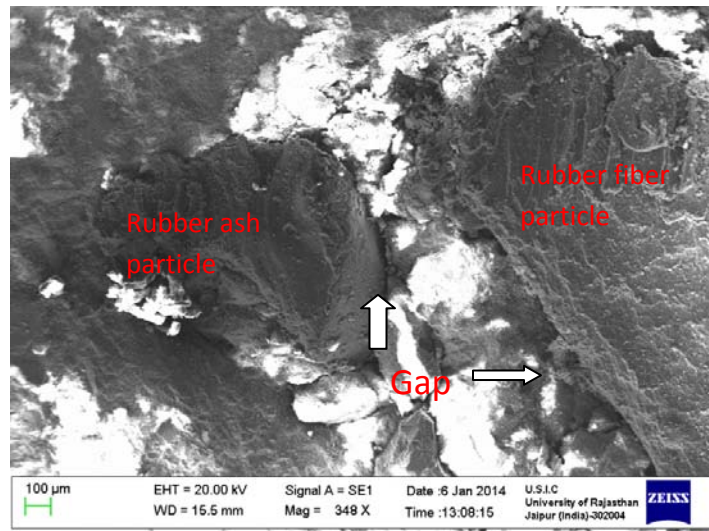 Rubber fiber
particle
Rubber ash
particle
Gap
100 µm
EHT = 20.00 kV
WD = 15.5 mm
Signal A = SE1
Mag = 348 X
Date :6 Jan 2014
Time :13:08:15
U.S.I.C
University of Rajasthan
Jaipur (India)-302004
ZEISS